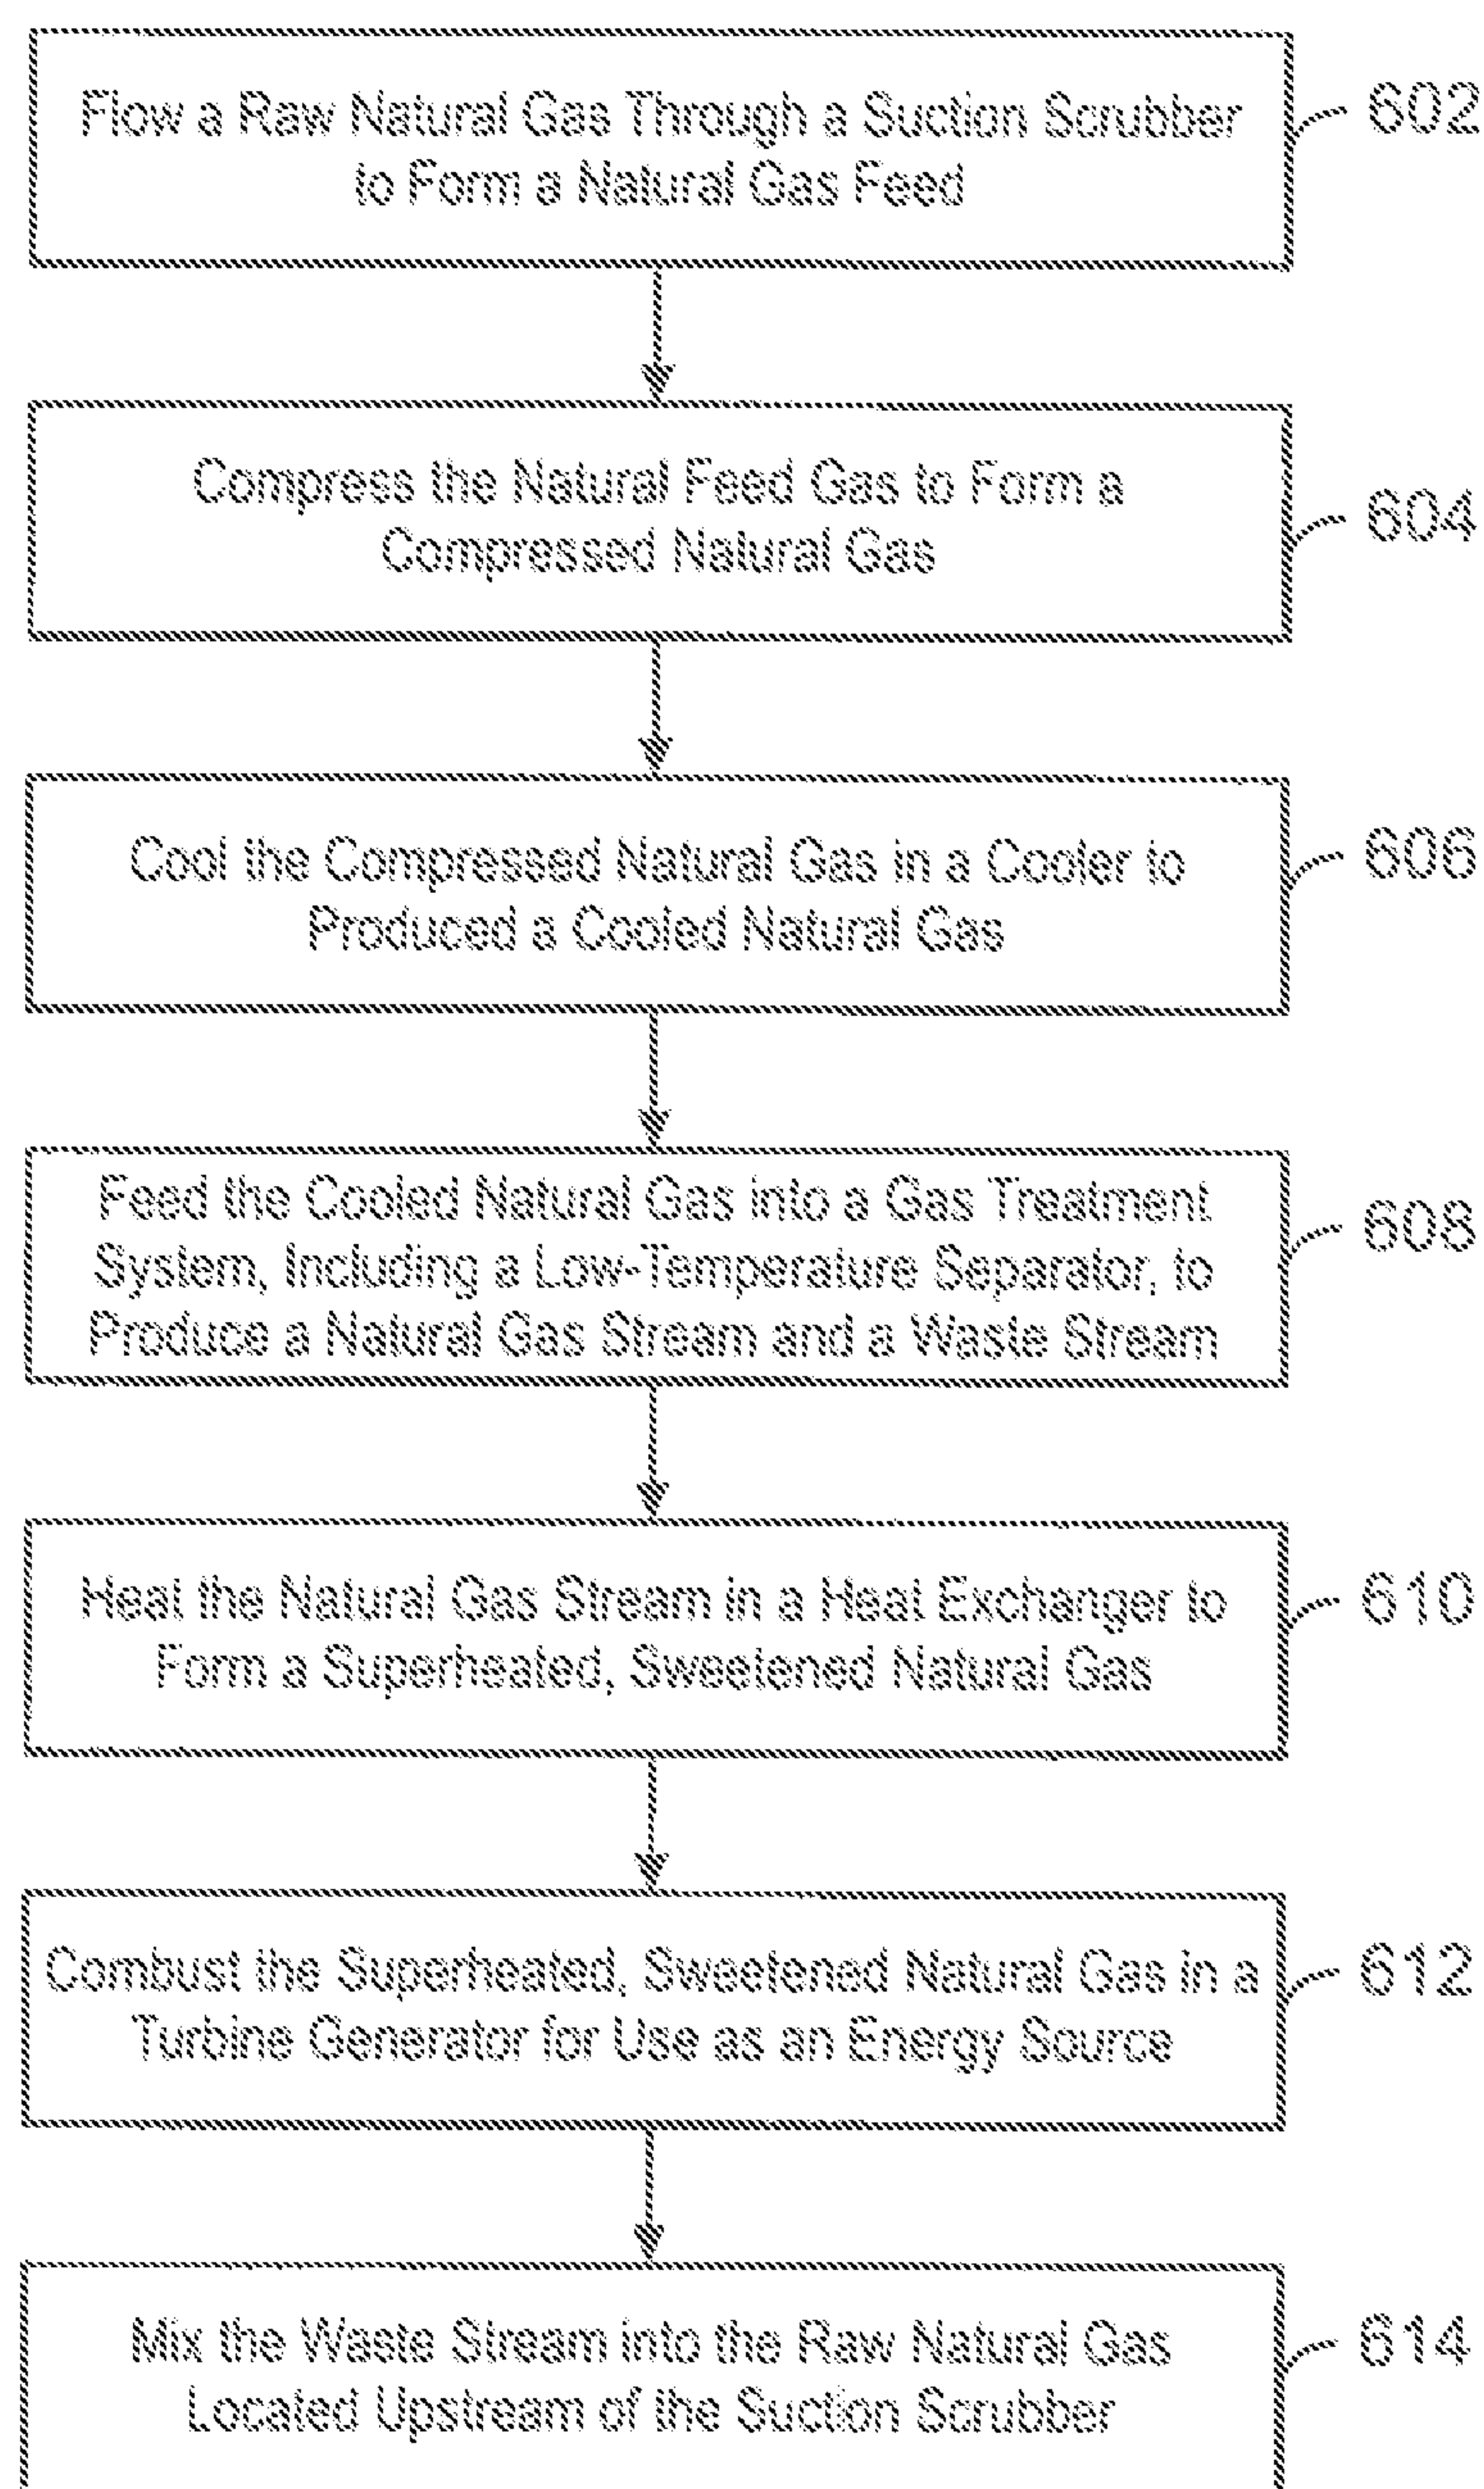 Flow a Raw Natural Gas Through a Suction Scrubber
to Form a Natural Gas Feed
602
Compress the Natural Feed Gas to Form a
Compressed Natural Gas
604
Cool the Compressed Natural Gas in a Cooler to
Produced a Cooled Natural Gas
606
Feed the Cooled Natural Gas into a Gas Treatment
System, Including a Low-Temperature Separator, to
Produce a Natural Gas Stream and a Waste Stream
608
Heat the Natural Gas Stream in a Heat Exchanger to
Form a Superheated, Sweetened Natural Gas
610
Combust the Superheated, Sweetened Natural Gas in a
Turbine Generator for Use as an Energy Source
612
Mix the Waste Stream into the Raw Natural Gas
Located Upstream of the Suction Scrubber
614